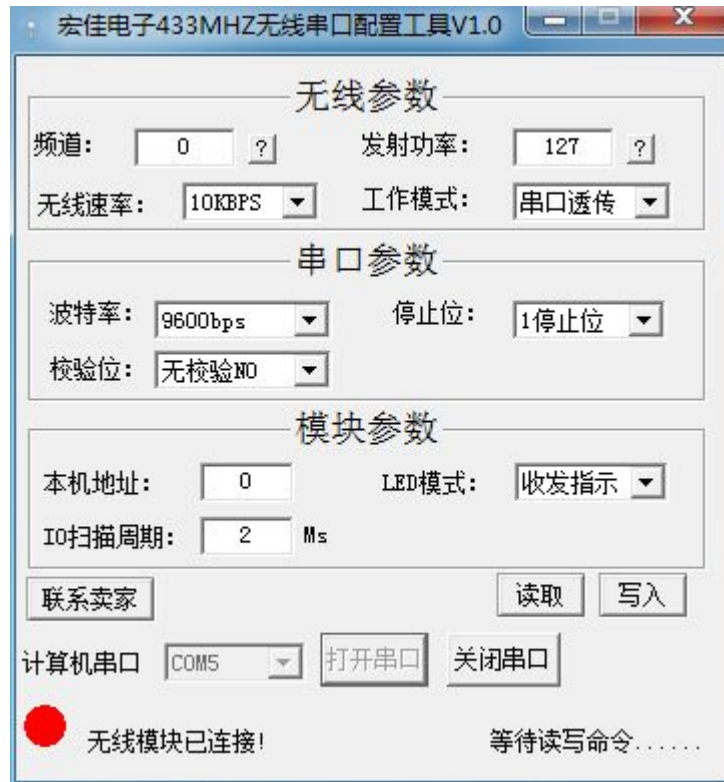 宏佳电子433MHZ无线串口配置工具V1.0
无线参数
频道: 0 ? 发射功率: 127 ?
无线速率: 10KBPS 工作模式: 串口透传
串口参数
波特率: 9600bps 停止位: 1停止位
校验位: 无校验NO
模块参数
本机地址: 0 LED模式: 收发指示
IO扫描周期: 2 Ms
联系卖家 读取 写入
计算机串口 COM5 打开串口 关闭串口
无线模块已连接! 等待读写命令......